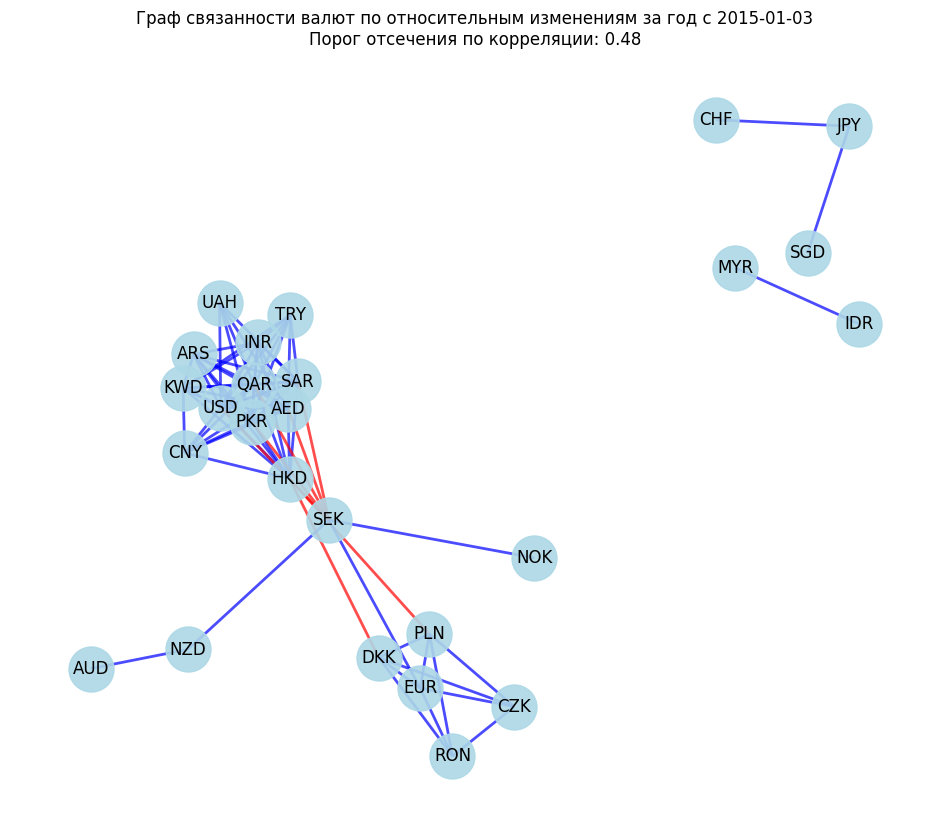 Граф связанности валют по относительным изменениям за год с 2015-01-03
Порог отсечения по корреляции: 0.48
CHF
JPY
SGD
MYR
IDR
UAH
TRY
INR
ARS
QAR
SAR
KWD
USD
AED
PKR
CNY
HKD
SEK
NOK
PLN
NZD
DKK
AUD
EUR
CZK
RON